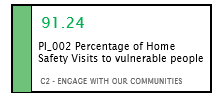 91.24
PI_002 Percentage of Home
Safety Visits to vulnerable people
C2 - ENGAGE WITH OUR COMMUNITIES